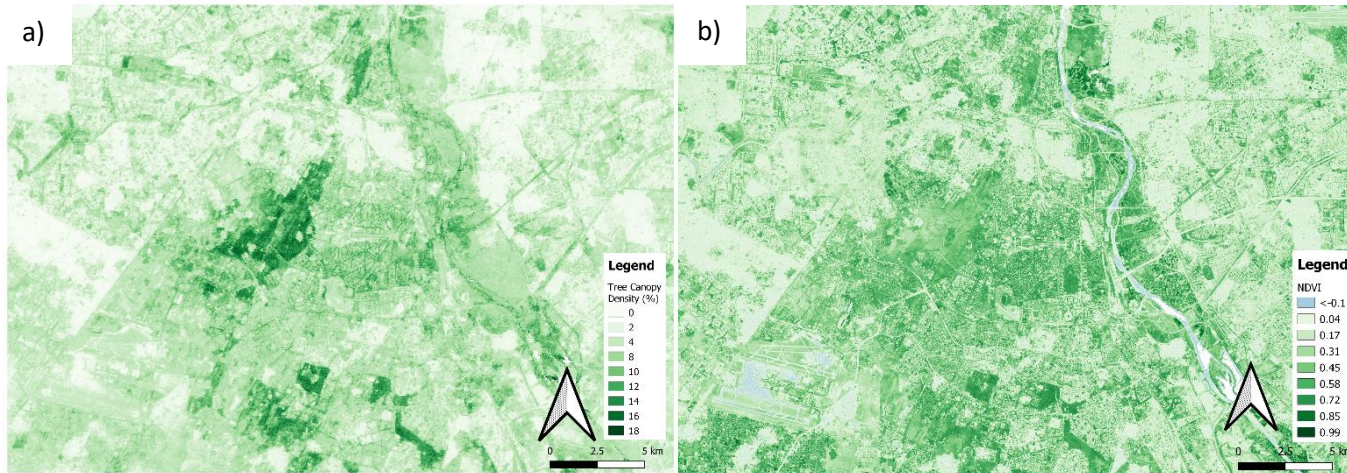 a)
Legend
Tree Canopy
Density (%)
0
2
4
8
10
12
14
16
18
0 2.5 5 km
b)
Legend
NDVI
<-0.1
0.04
0.17
0.31
0.45
0.58
0.72
0.85
0.99
0 2.5 5 km